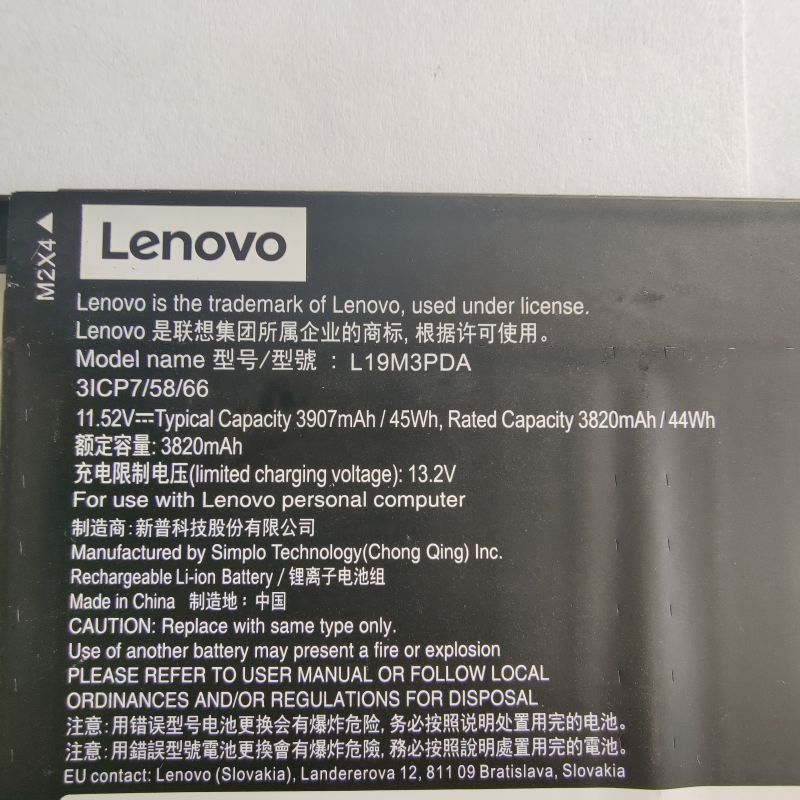 M2X4
Lenovo
Lenovo is the trademark of Lenovo, used under license.
Lenovo 是联想集团所属企业的商标, 根据许可使用。
Model name 型号/型號 : L19M3PDA
3ICP7/58/66
11.52V⎓Typical Capacity 3907mAh / 45Wh, Rated Capacity 3820mAh / 44Wh
额定容量: 3820mAh
充电限制电压(limited charging voltage): 13.2V
For use with Lenovo personal computer
制造商: 新普科技股份有限公司
Manufactured by Simplo Technology(Chong Qing) Inc.
Rechargeable Li-ion Battery / 锂离子电池组
Made in China 制造地: 中国
CAUTION: Replace with same type only.
Use of another battery may present a fire or explosion
PLEASE REFER TO USER MANUAL OR FOLLOW LOCAL
ORDINANCES AND/OR REGULATIONS FOR DISPOSAL
注意: 用错误型号电池更换会有爆炸危险, 务必按照说明处置用完的电池。
注意: 用錯誤型號電池更換會有爆炸危險, 務必按照說明處置用完的電池。
EU contact: Lenovo (Slovakia), Landererova 12, 811 09 Bratislava, Slovakia